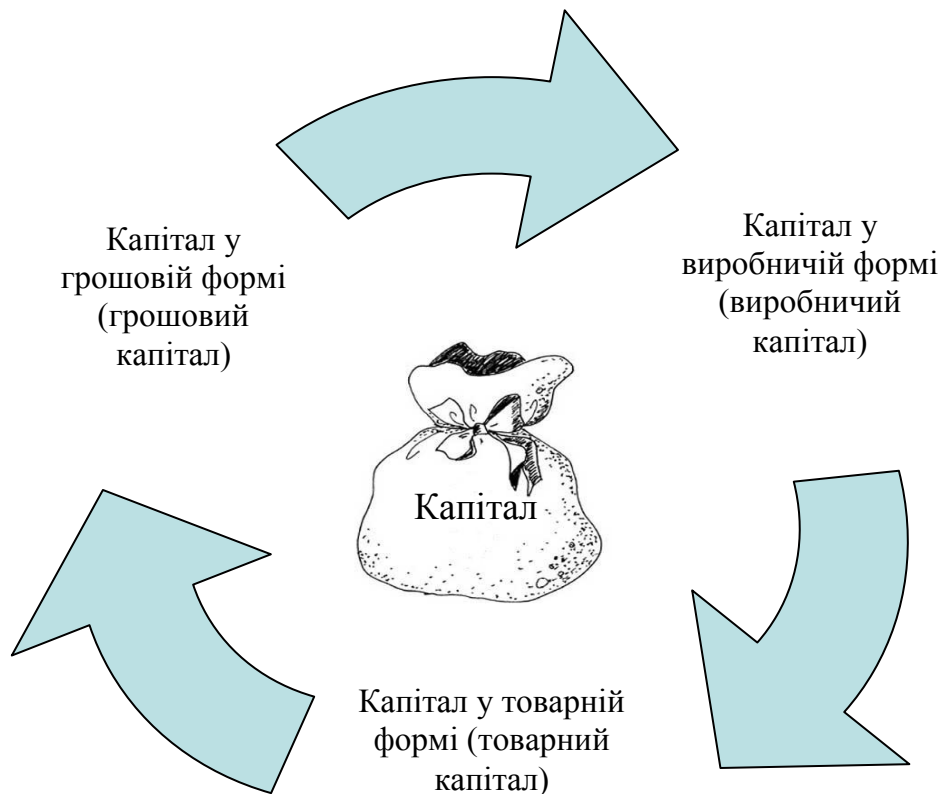 Капітал у
грошовій формі
(грошовий
капітал)
Капітал у
виробничій формі
(виробничий
капітал)
Капітал
Капітал у товарній
формі (товарний
капітал)